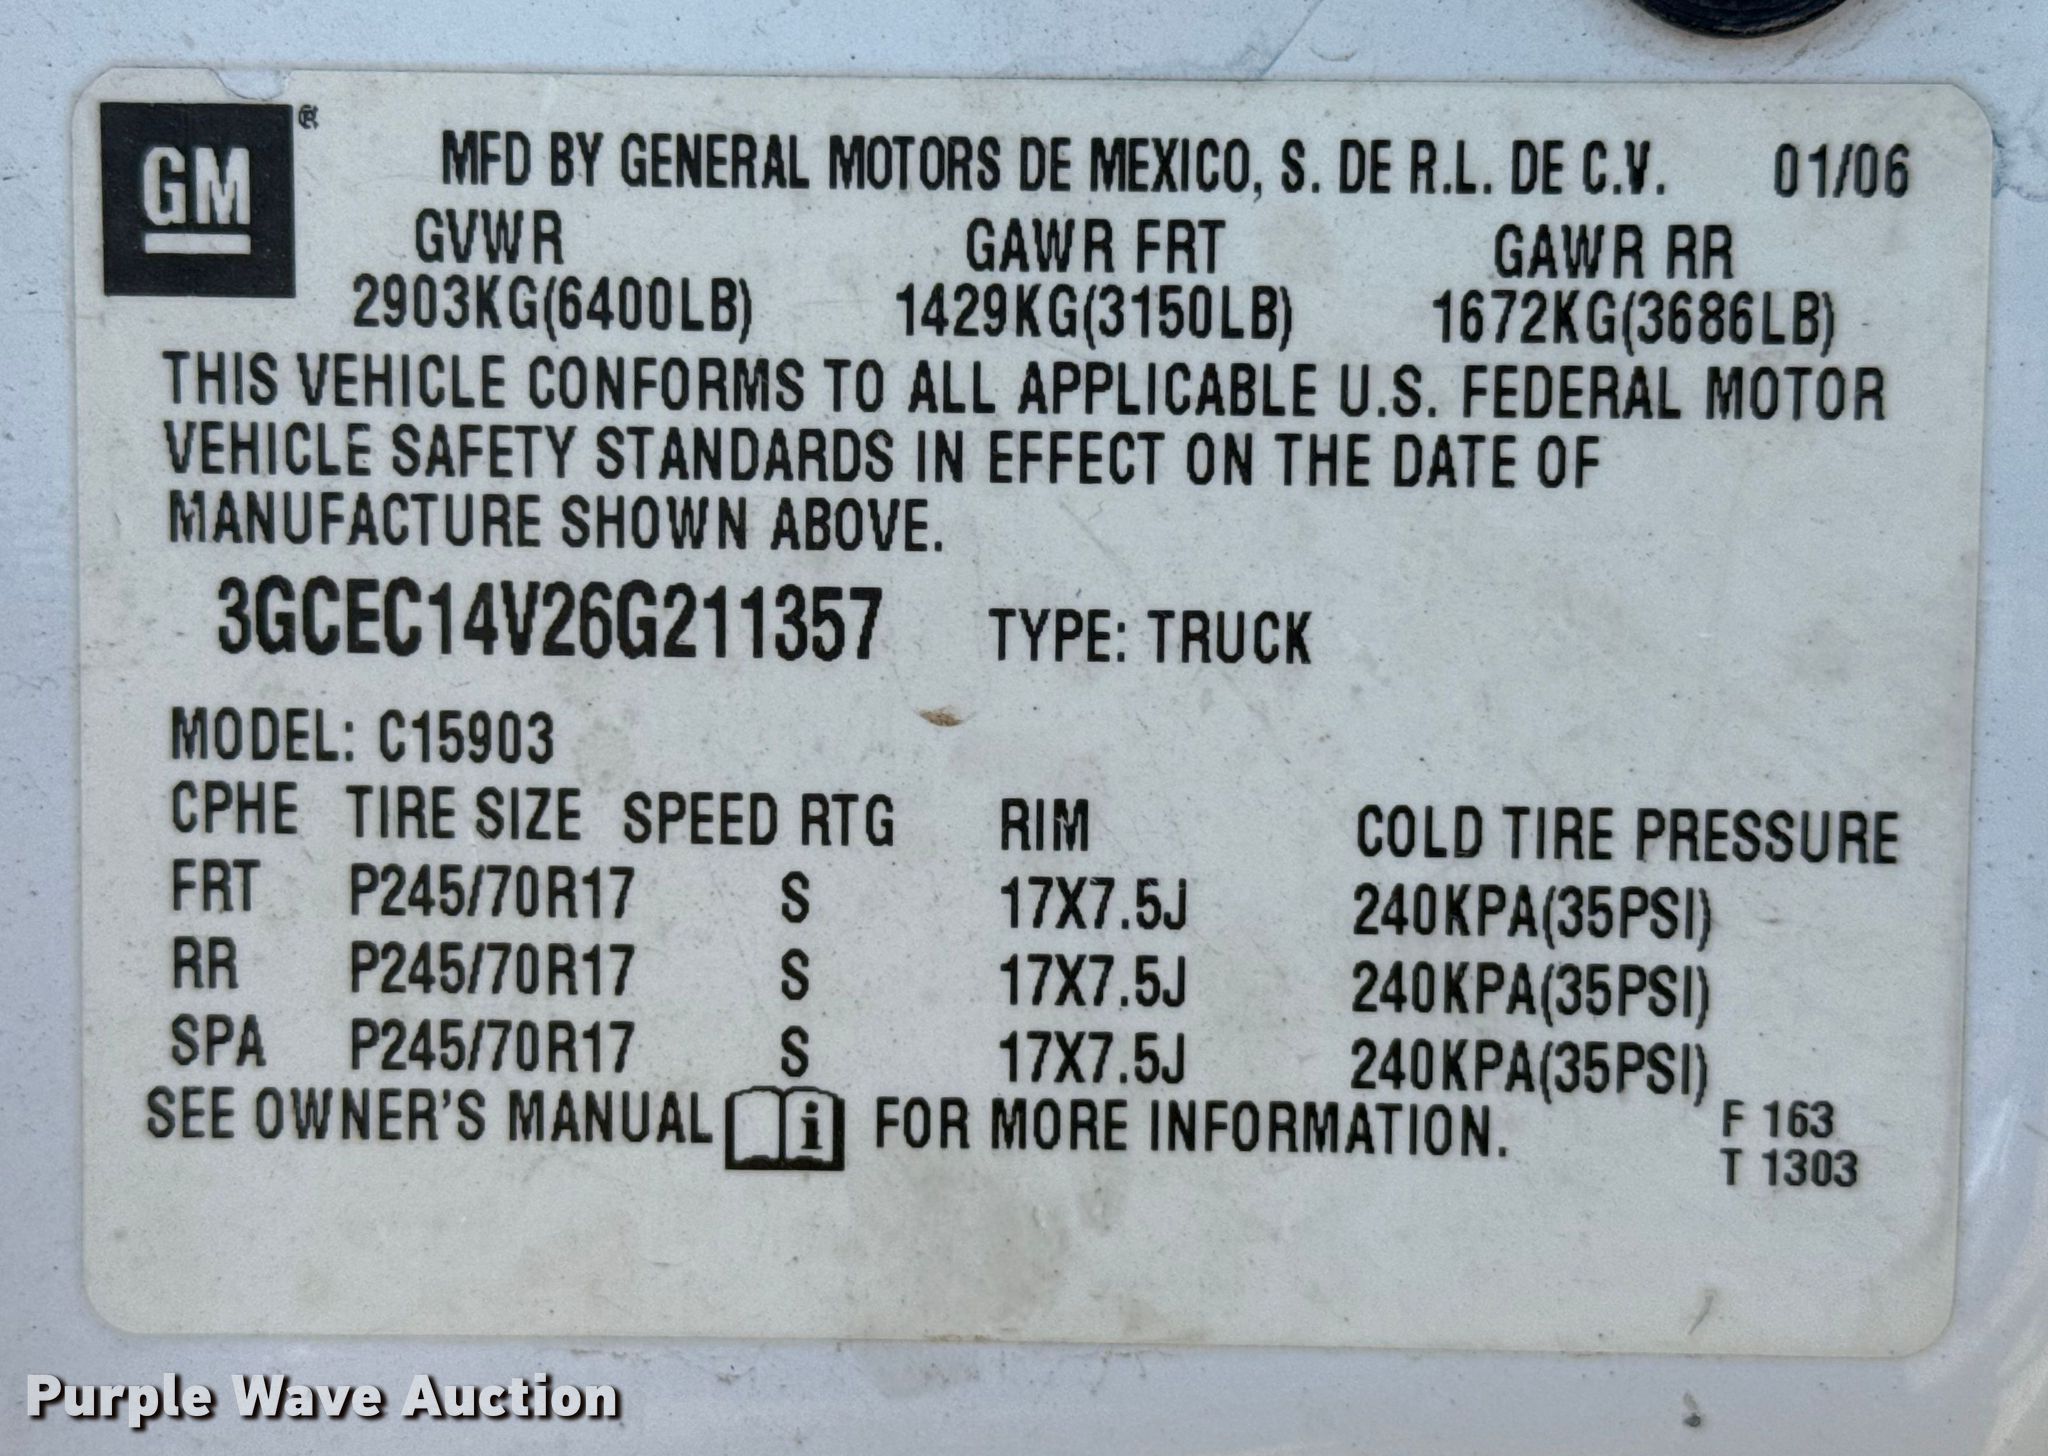 GM ®
MFD BY GENERAL MOTORS DE MEXICO, S. DE R.L. DE C.V. 01/06
GVWR GAWR FRT GAWR RR
2903KG(6400LB) 1429KG(3150LB) 1672KG(3686LB)
THIS VEHICLE CONFORMS TO ALL APPLICABLE U.S. FEDERAL MOTOR
VEHICLE SAFETY STANDARDS IN EFFECT ON THE DATE OF
MANUFACTURE SHOWN ABOVE.
3GCEC14V26G211357 TYPE: TRUCK
MODEL: C15903
CPHE TIRE SIZE SPEED RTG RIM COLD TIRE PRESSURE
FRT P245/70R17 S 17X7.5J 240KPA(35PSI)
RR P245/70R17 S 17X7.5J 240KPA(35PSI)
SPA P245/70R17 S 17X7.5J 240KPA(35PSI)
SEE OWNER'S MANUAL i FOR MORE INFORMATION.
F 163
T 1303
Purple Wave Auction